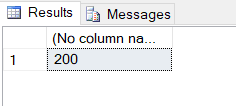 Results Messages
(No column na...
1 200